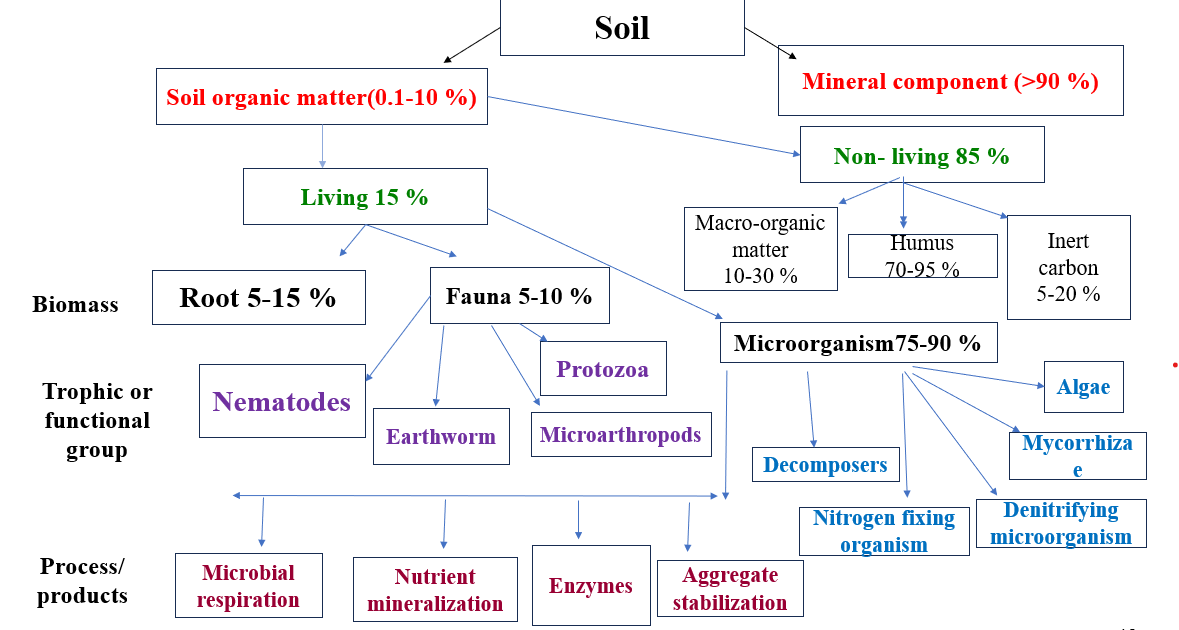 Soil
Soil organic matter(0.1-10 %)
Mineral component (>90 %)
Non- living 85 %
Living 15 %
Macro-organic
matter
10-30 %
Humus
70-95 %
Inert
carbon
5-20 %
Biomass
Root 5-15 %
Fauna 5-10 %
Microorganism75-90 %
Trophic or
functional
group
Nematodes
Earthworm
Protozoa
Microarthropods
Algae
Mycorrhiza
e
Decomposers
Nitrogen fixing
organism
Denitrifying
microorganism
Process/
products
Microbial
respiration
Nutrient
mineralization
Enzymes
Aggregate
stabilization